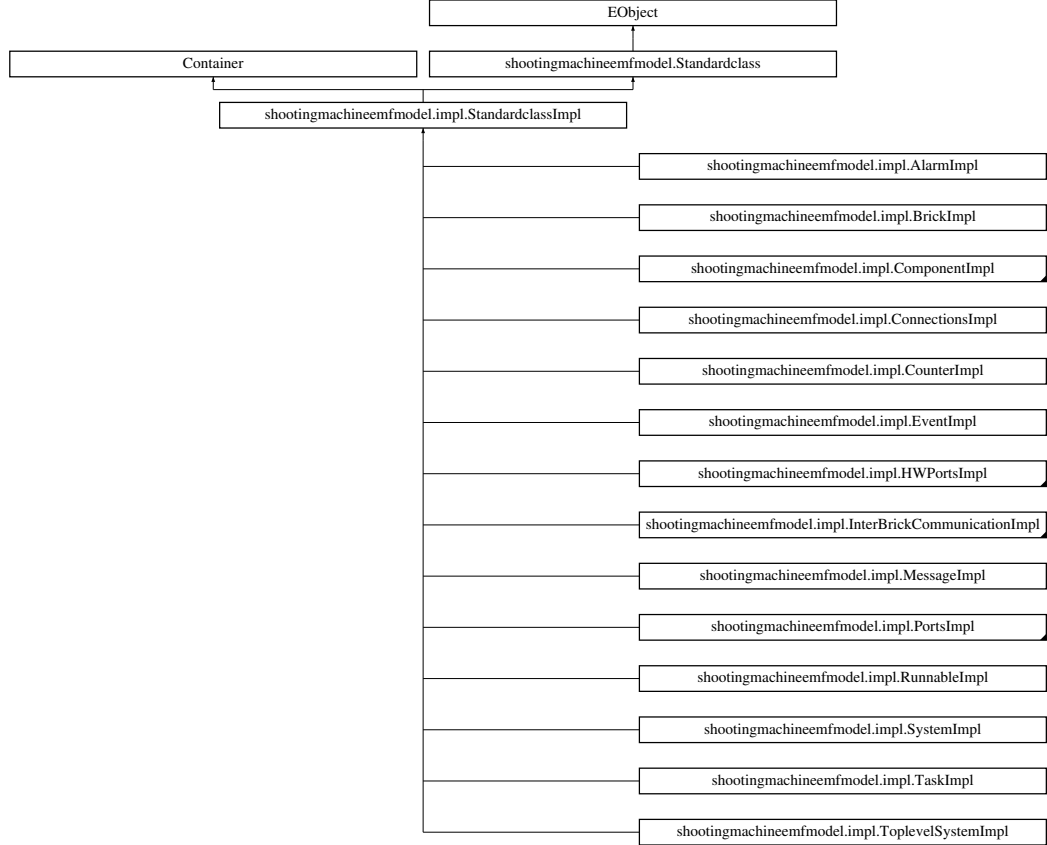 EObject
Container
shootingmachineemfmodel.Standardclass
shootingmachineemfmodel.impl.StandardclassImpl
shootingmachineemfmodel.impl.AlarmImpl
shootingmachineemfmodel.impl.BrickImpl
shootingmachineemfmodel.impl.ComponentImpl
shootingmachineemfmodel.impl.ConnectionsImpl
shootingmachineemfmodel.impl.CounterImpl
shootingmachineemfmodel.impl.EventImpl
shootingmachineemfmodel.impl.HWPortsImpl
shootingmachineemfmodel.impl.InterBrickCommunicationImpl
shootingmachineemfmodel.impl.MessageImpl
shootingmachineemfmodel.impl.PortsImpl
shootingmachineemfmodel.impl.RunnableImpl
shootingmachineemfmodel.impl.SystemImpl
shootingmachineemfmodel.impl.TaskImpl
shootingmachineemfmodel.impl.ToplevelSystemImpl